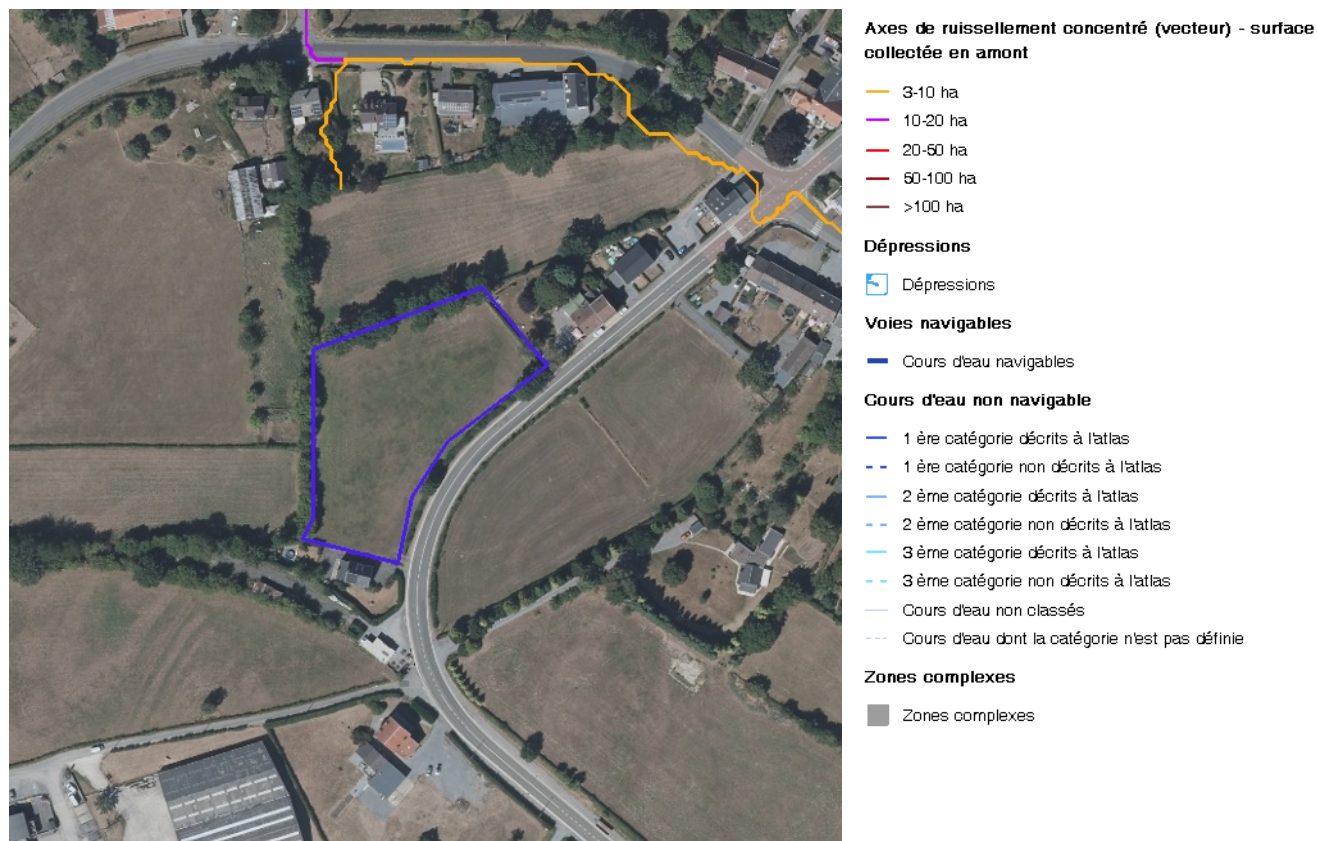 Axes de ruissellement concentré (vecteur) - surface
collectée en amont
3-10 ha
10-20 ha
20-50 ha
50-100 ha
>100 ha
Dépressions
Dépressions
Voies navigables
Cours d'eau navigables
Cours d'eau non navigable
1 ère catégorie décrits à l'atlas
1 ère catégorie non décrits à l'atlas
2 ème catégorie décrits à l'atlas
2 ème catégorie non décrits à l'atlas
3 ème catégorie décrits à l'atlas
3 ème catégorie non décrits à l'atlas
Cours d'eau non classés
Cours d'eau dont la catégorie n'est pas définie
Zones complexes
Zones complexes